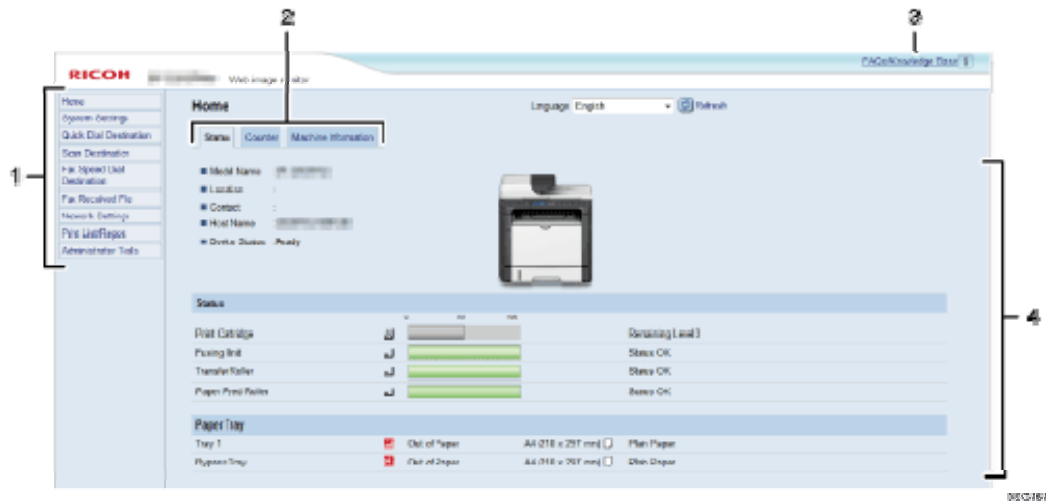 2
3
RICOH
Web image monitor
FAQs/Knowledge Base
1
Home
System Settings
Quick Dial Destination
Scan Destination
Fax Speed Dial
Destination
Fax Received File
Network Settings
Print List/Report
Administrator Tools
Home
Language English
Refresh
Status Counter Machine Information
Model Name
Location :
Contact :
Host Name
Device Status :Ready
Status
Print Cartridge Remaining Level 3
Fusing Unit Status OK
Transfer Roller Status OK
Paper Feed Roller Status OK
4
Paper Tray
Tray 1 Out of Paper A4 (210 x 297 mm) Plain Paper
Bypass Tray Out of Paper A4 (210 x 297 mm) Plain Paper